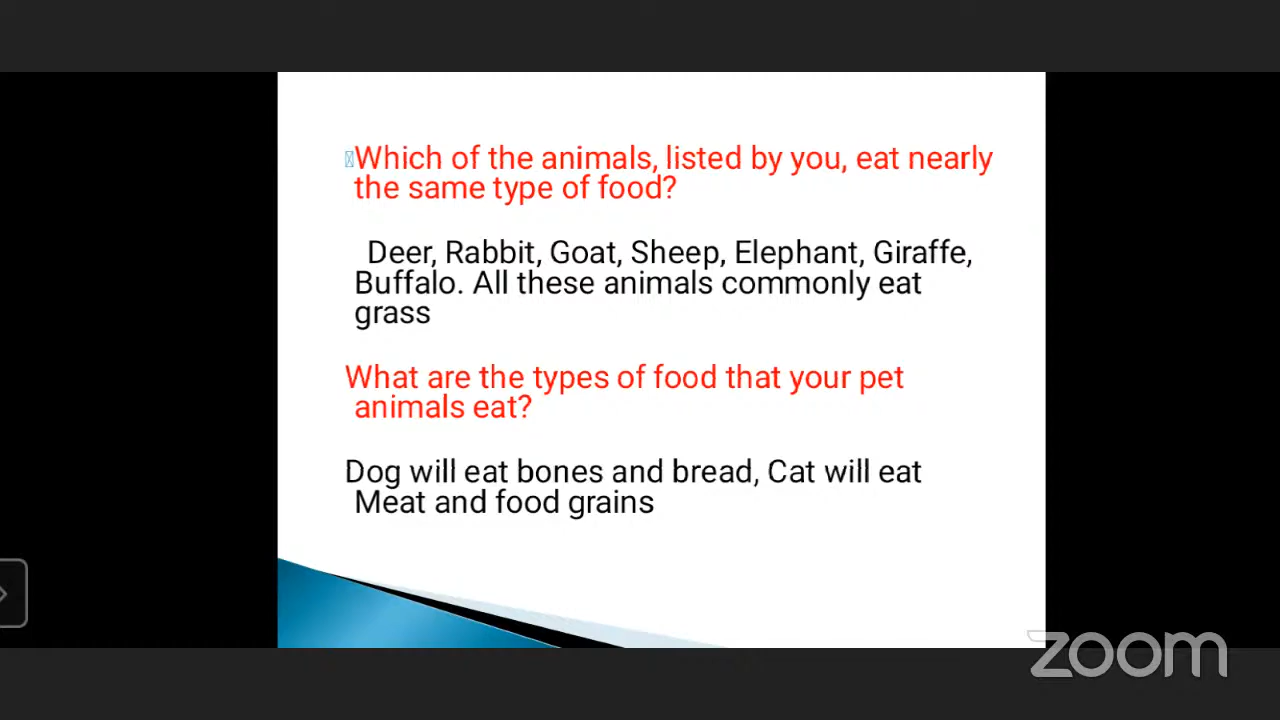 Which of the animals, listed by you, eat nearly
the same type of food?
Deer, Rabbit, Goat, Sheep, Elephant, Giraffe,
Buffalo. All these animals commonly eat
grass
What are the types of food that your pet
animals eat?
Dog will eat bones and bread, Cat will eat
Meat and food grains
zoom